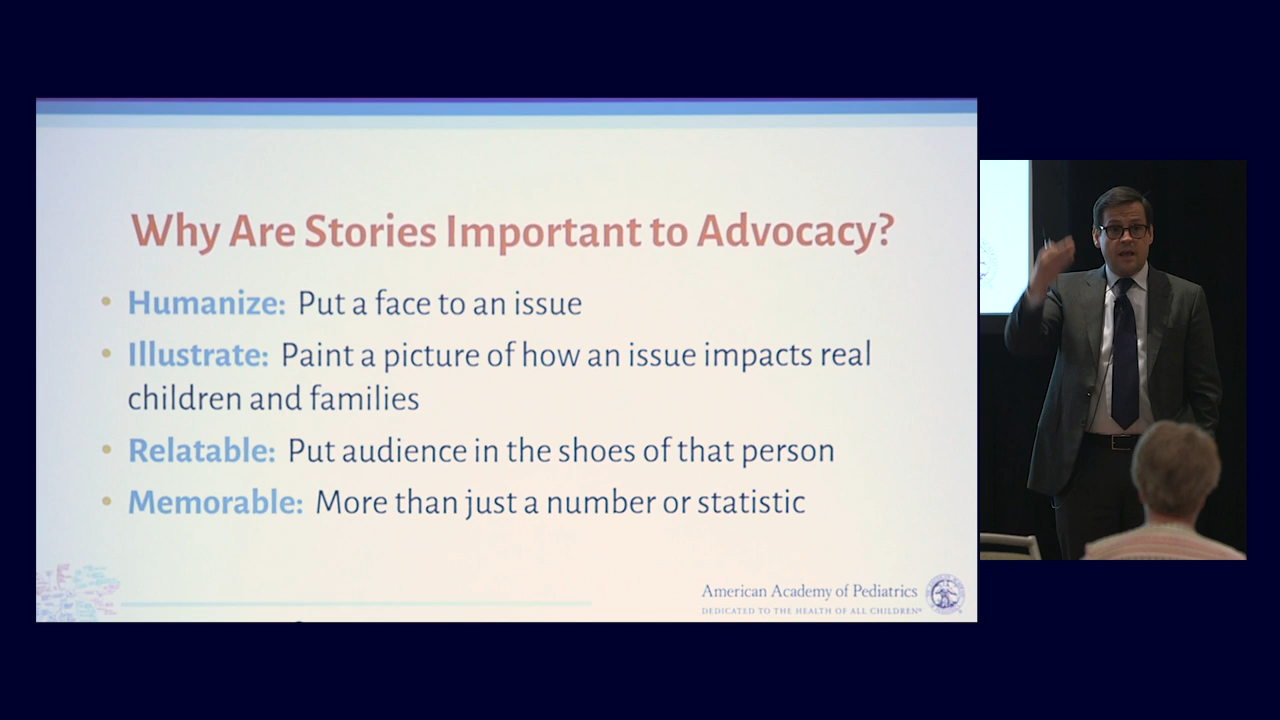 Why Are Stories Important to Advocacy?
• Humanize: Put a face to an issue
• Illustrate: Paint a picture of how an issue impacts real
children and families
• Relatable: Put audience in the shoes of that person
• Memorable: More than just a number or statistic
American Academy of Pediatrics
DEDICATED TO THE HEALTH OF ALL CHILDREN®